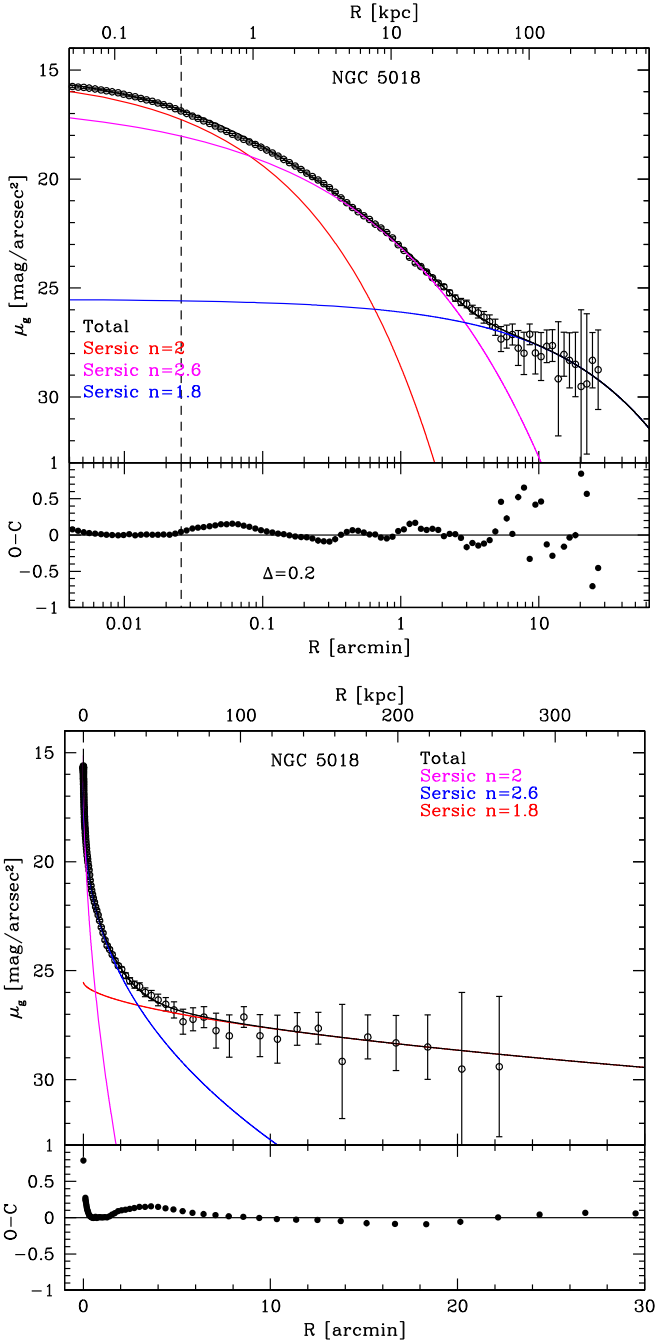 R [kpc]
0.1 1 10 100
NGC 5018
15
20
25
30
μg [mag/arcsec²]
Total
Sersic n=2
Sersic n=2.6
Sersic n=1.8
1
0.5
0
−0.5
−1
O−C
Δ=0.2
0.01 0.1 1 10
R [arcmin]
R [kpc]
0 100 200 300
NGC 5018
Total
Sersic n=2
Sersic n=2.6
Sersic n=1.8
15
20
25
30
μg [mag/arcsec²]
1
0.5
0
−0.5
−1
O−C
0 10 20 30
R [arcmin]